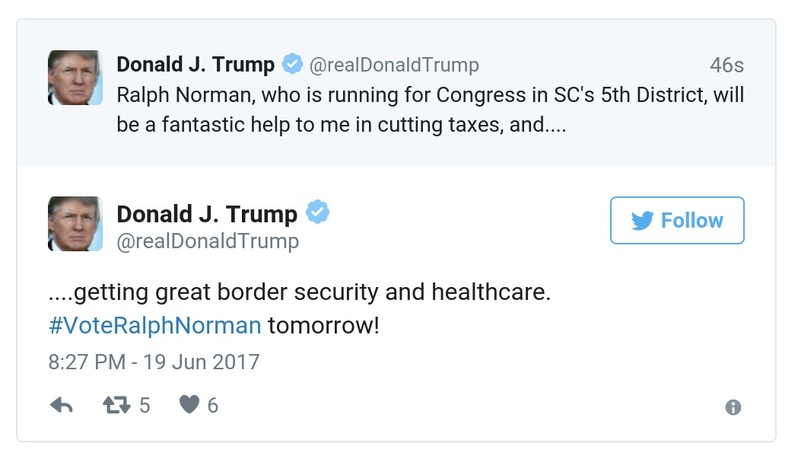 Donald J. Trump @realDonaldTrump 46s
Ralph Norman, who is running for Congress in SC's 5th District, will
be a fantastic help to me in cutting taxes, and....
Donald J. Trump
@realDonaldTrump
Follow
....getting great border security and healthcare.
#VoteRalphNorman tomorrow!
8:27 PM - 19 Jun 2017
5 6